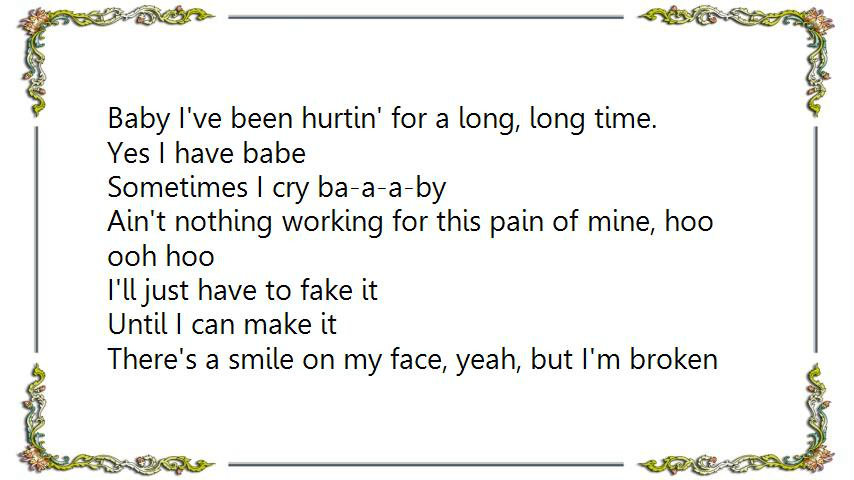 Baby I've been hurtin' for a long, long time.
Yes I have babe
Sometimes I cry ba-a-a-by
Ain't nothing working for this pain of mine, hoo
ooh hoo
I'll just have to fake it
Until I can make it
There's a smile on my face, yeah, but I'm broken